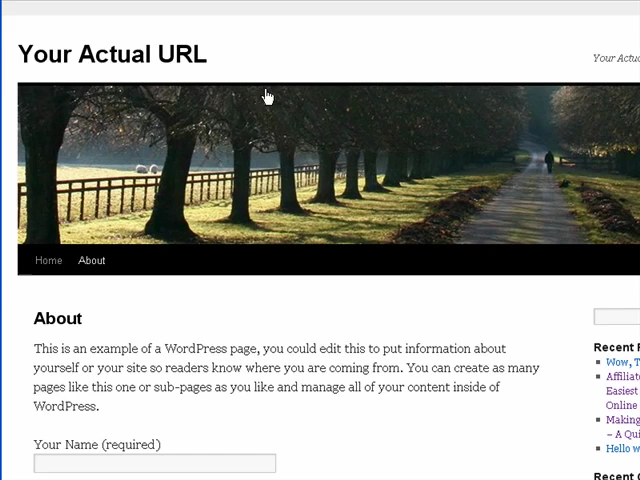 Your Actual URL
Your Actu
Home About
About
This is an example of a WordPress page, you could edit this to put information about
yourself or your site so readers know where you are coming from. You can create as many
pages like this one or sub-pages as you like and manage all of your content inside of
WordPress.
Your Name (required)
Recent
Wow, T
Affiliat
Easiest
Online
Making
– A Qui
Hello w
Recent